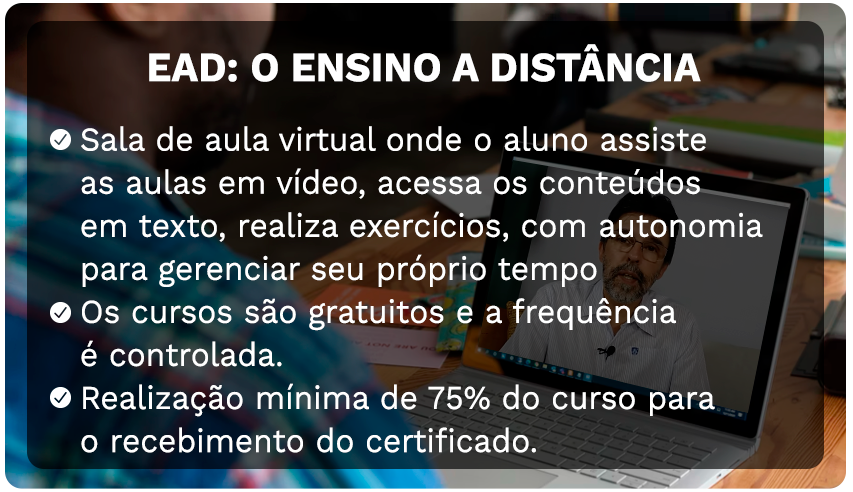 EAD: O ENSINO A DISTÂNCIA
Sala de aula virtual onde o aluno assiste
as aulas em vídeo, acessa os conteúdos
em texto, realiza exercícios, com autonomia
para gerenciar seu próprio tempo
Os cursos são gratuitos e a frequência
é controlada.
Realização mínima de 75% do curso para
o recebimento do certificado.